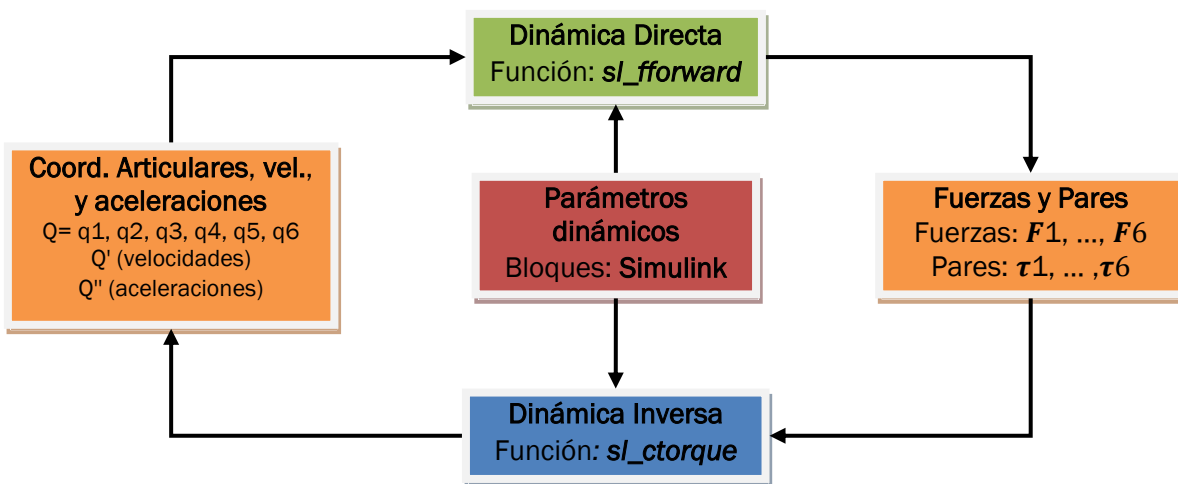 Dinámica Directa
Función: sl_fforward
Coord. Articulares, vel.,
y aceleraciones
Q= q1, q2, q3, q4, q5, q6
Q' (velocidades)
Q" (aceleraciones)
Parámetros
dinámicos
Bloques: Simulink
Fuerzas y Pares
Fuerzas: F1, ..., F6
Pares: τ1, ... ,τ6
Dinámica Inversa
Función: sl_ctorque